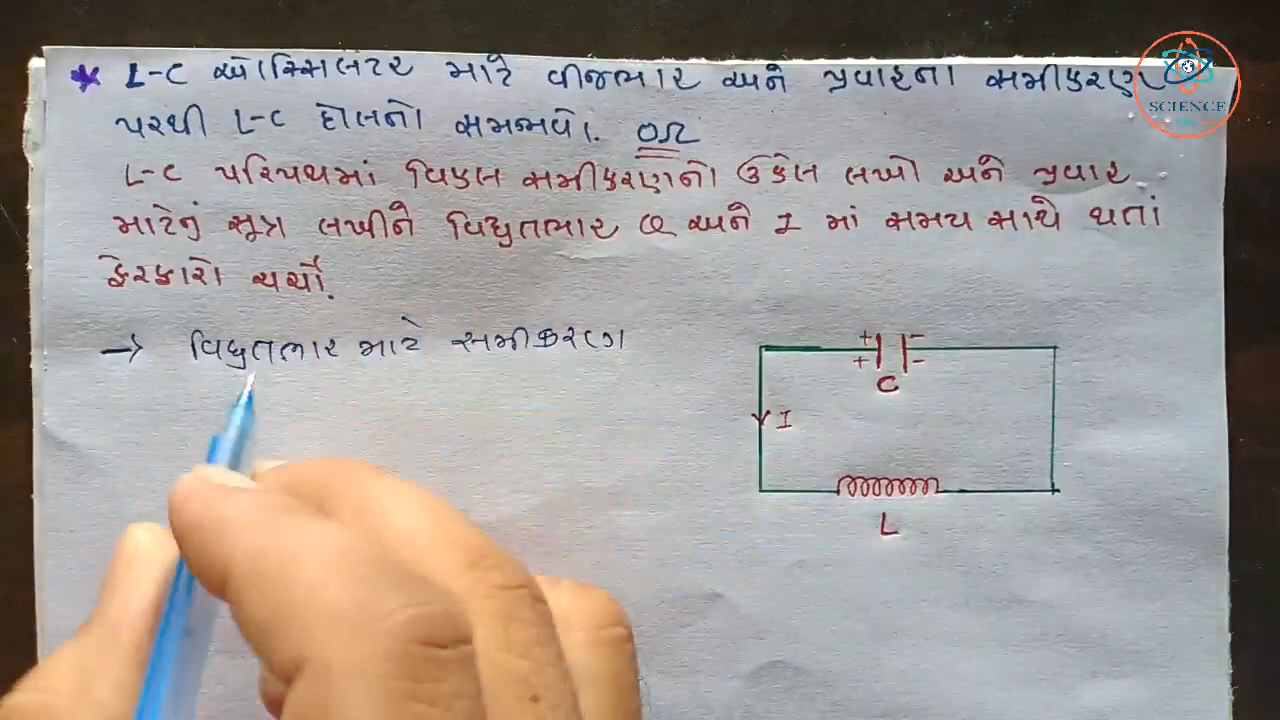 * L-C ઓસ્સિલેટર માટે વીજભાર અને પ્રવાહના સમીકરણ
પરથી L-C દોલનો સમજાવો. OR
L-C પરિપથમાં વિકલ સમીકરણનો ઉકેલ લખો અને પ્રવાહ
માટેનું સૂત્ર લખીને વિદ્યુતભાર Q અને I માં સમય સાથે થતાં
ફેરફારો ચર્ચો.
→ વિદ્યુતભાર માટે સમીકરણ
+ -
+ -
C
I
L
SCIENCE